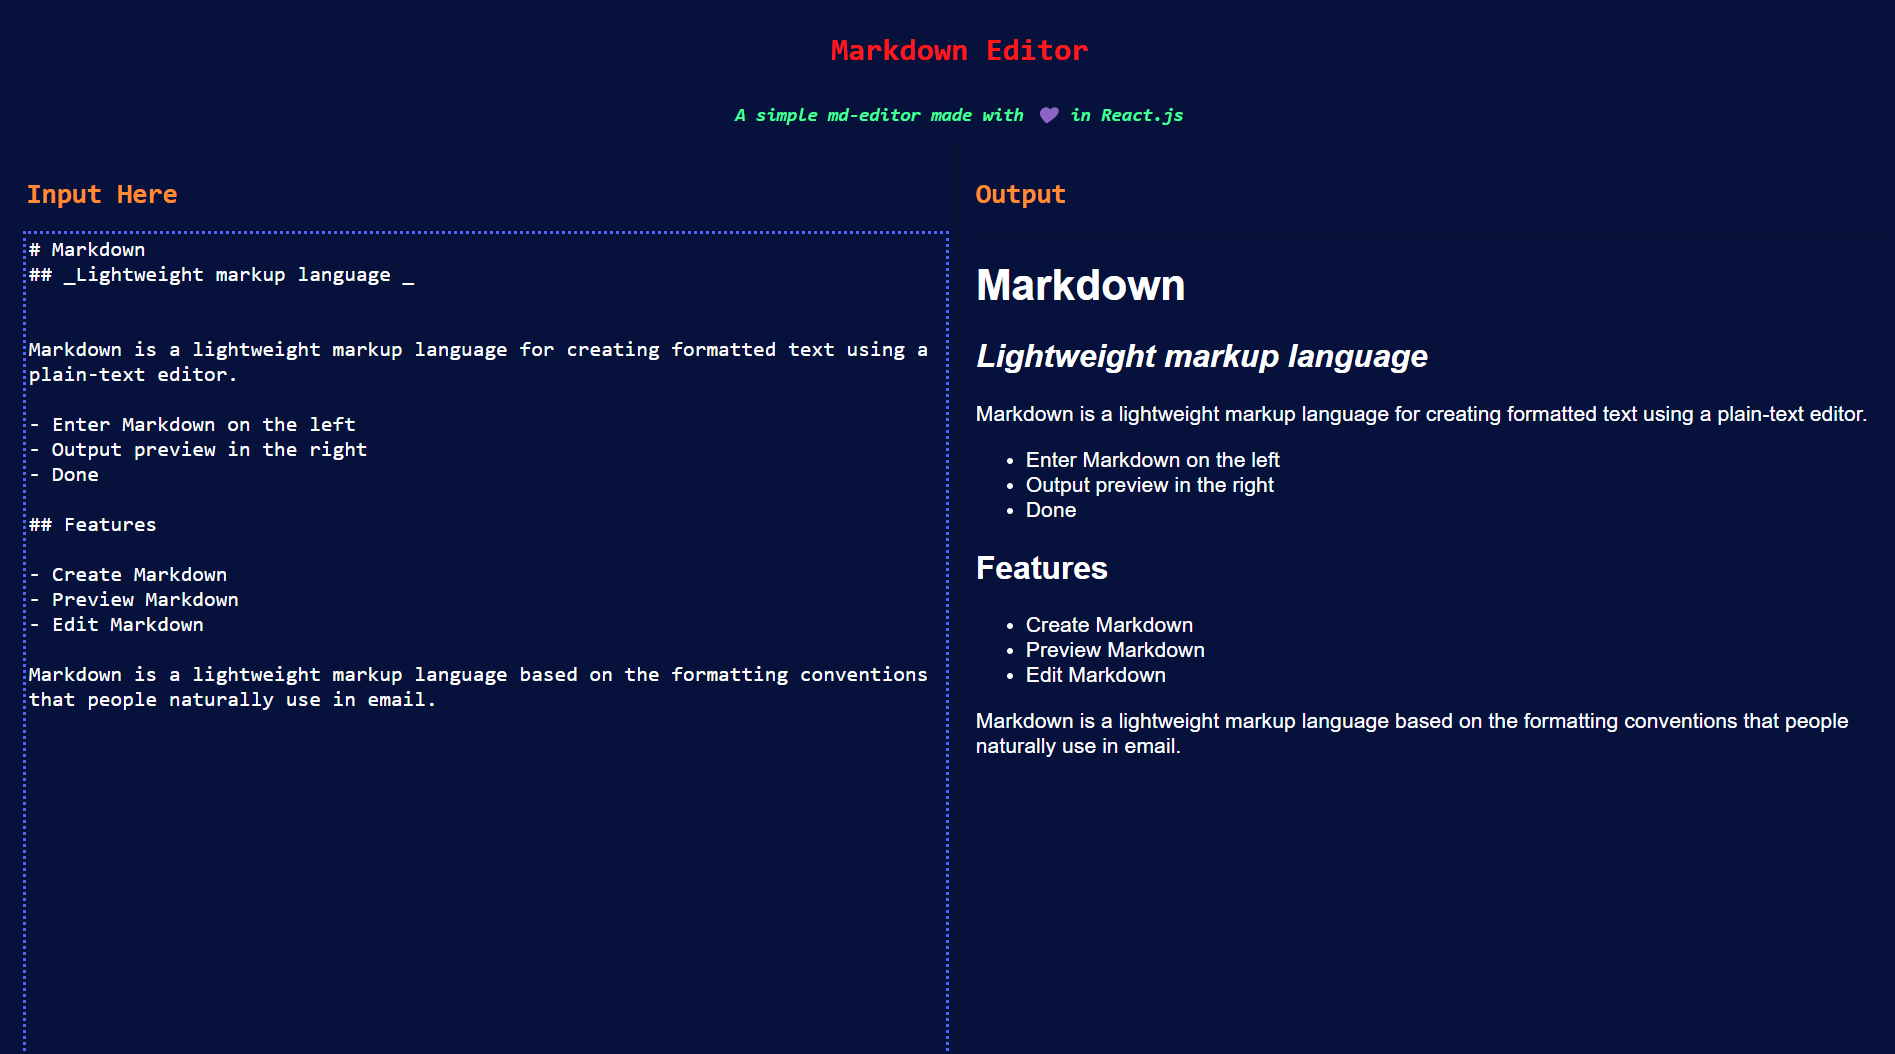 Markdown Editor
A simple md-editor made with 💜 in React.js
Input Here
# Markdown
## _Lightweight markup language _
Markdown is a lightweight markup language for creating formatted text using a
plain-text editor.
- Enter Markdown on the left
- Output preview in the right
- Done
## Features
- Create Markdown
- Preview Markdown
- Edit Markdown
Markdown is a lightweight markup language based on the formatting conventions
that people naturally use in email.
Output
Markdown
Lightweight markup language
Markdown is a lightweight markup language for creating formatted text using a plain-text editor.
• Enter Markdown on the left
• Output preview in the right
• Done
Features
• Create Markdown
• Preview Markdown
• Edit Markdown
Markdown is a lightweight markup language based on the formatting conventions that people
naturally use in email.